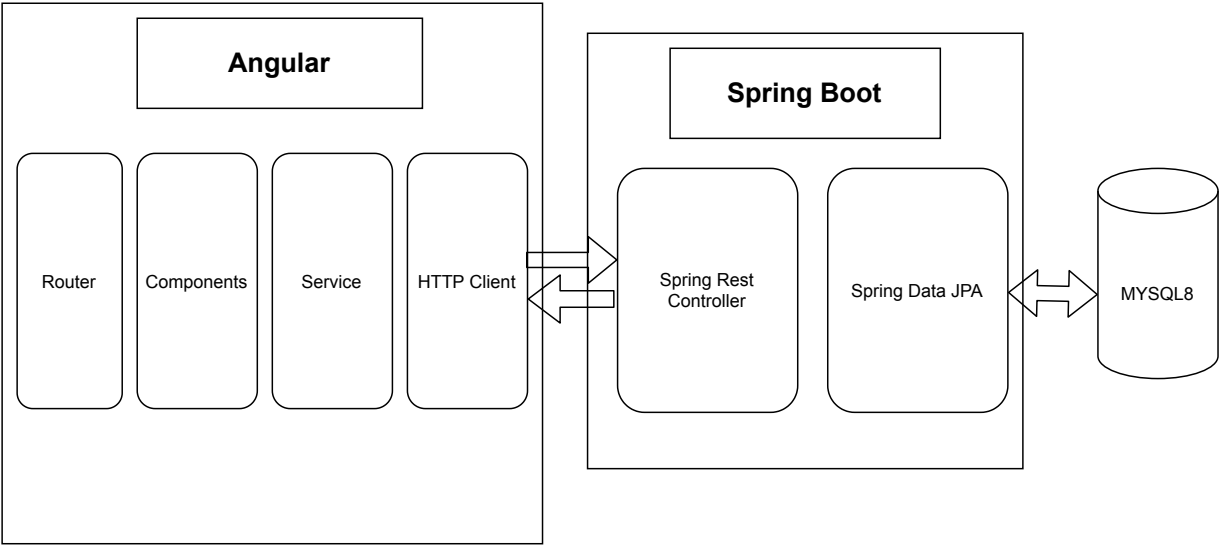 Angular
Spring Boot
Router
Components
Service
HTTP Client
Spring Rest
Controller
Spring Data JPA
MYSQL8